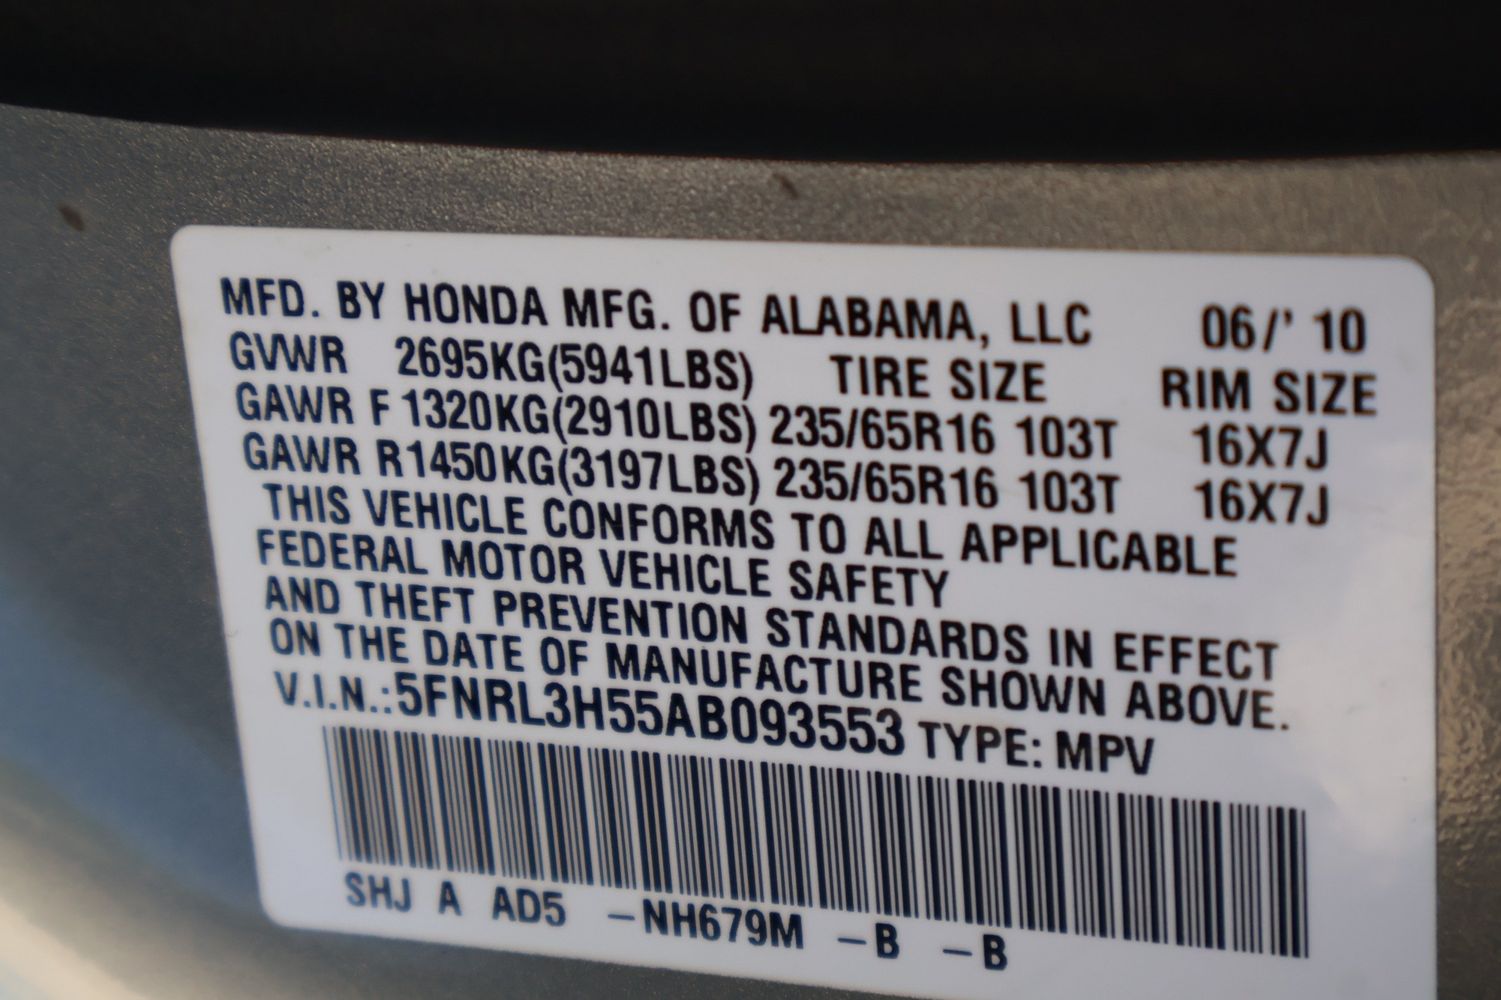 MFD. BY HONDA MFG. OF ALABAMA, LLC 06/' 10
GVWR 2695KG(5941LBS) TIRE SIZE RIM SIZE
GAWR F 1320KG(2910LBS) 235/65R16 103T 16X7J
GAWR R1450KG(3197LBS) 235/65R16 103T 16X7J
THIS VEHICLE CONFORMS TO ALL APPLICABLE
FEDERAL MOTOR VEHICLE SAFETY
AND THEFT PREVENTION STANDARDS IN EFFECT
ON THE DATE OF MANUFACTURE SHOWN ABOVE.
V.I.N.:5FNRL3H55AB093553 TYPE: MPV
SHJ A AD5 –NH679M –B –B